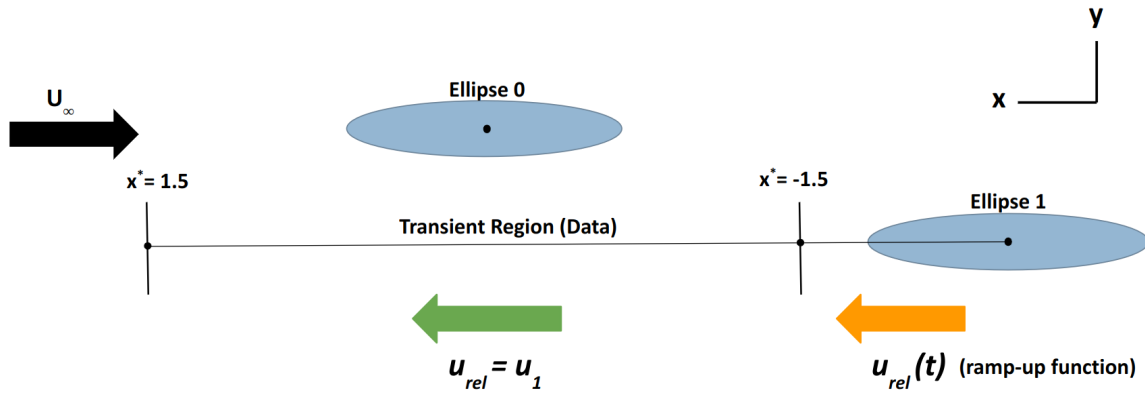 U∞
Ellipse 0
y
x
x* = 1.5
x* = -1.5
Ellipse 1
Transient Region (Data)
u_rel = u_1
u_rel(t) (ramp-up function)